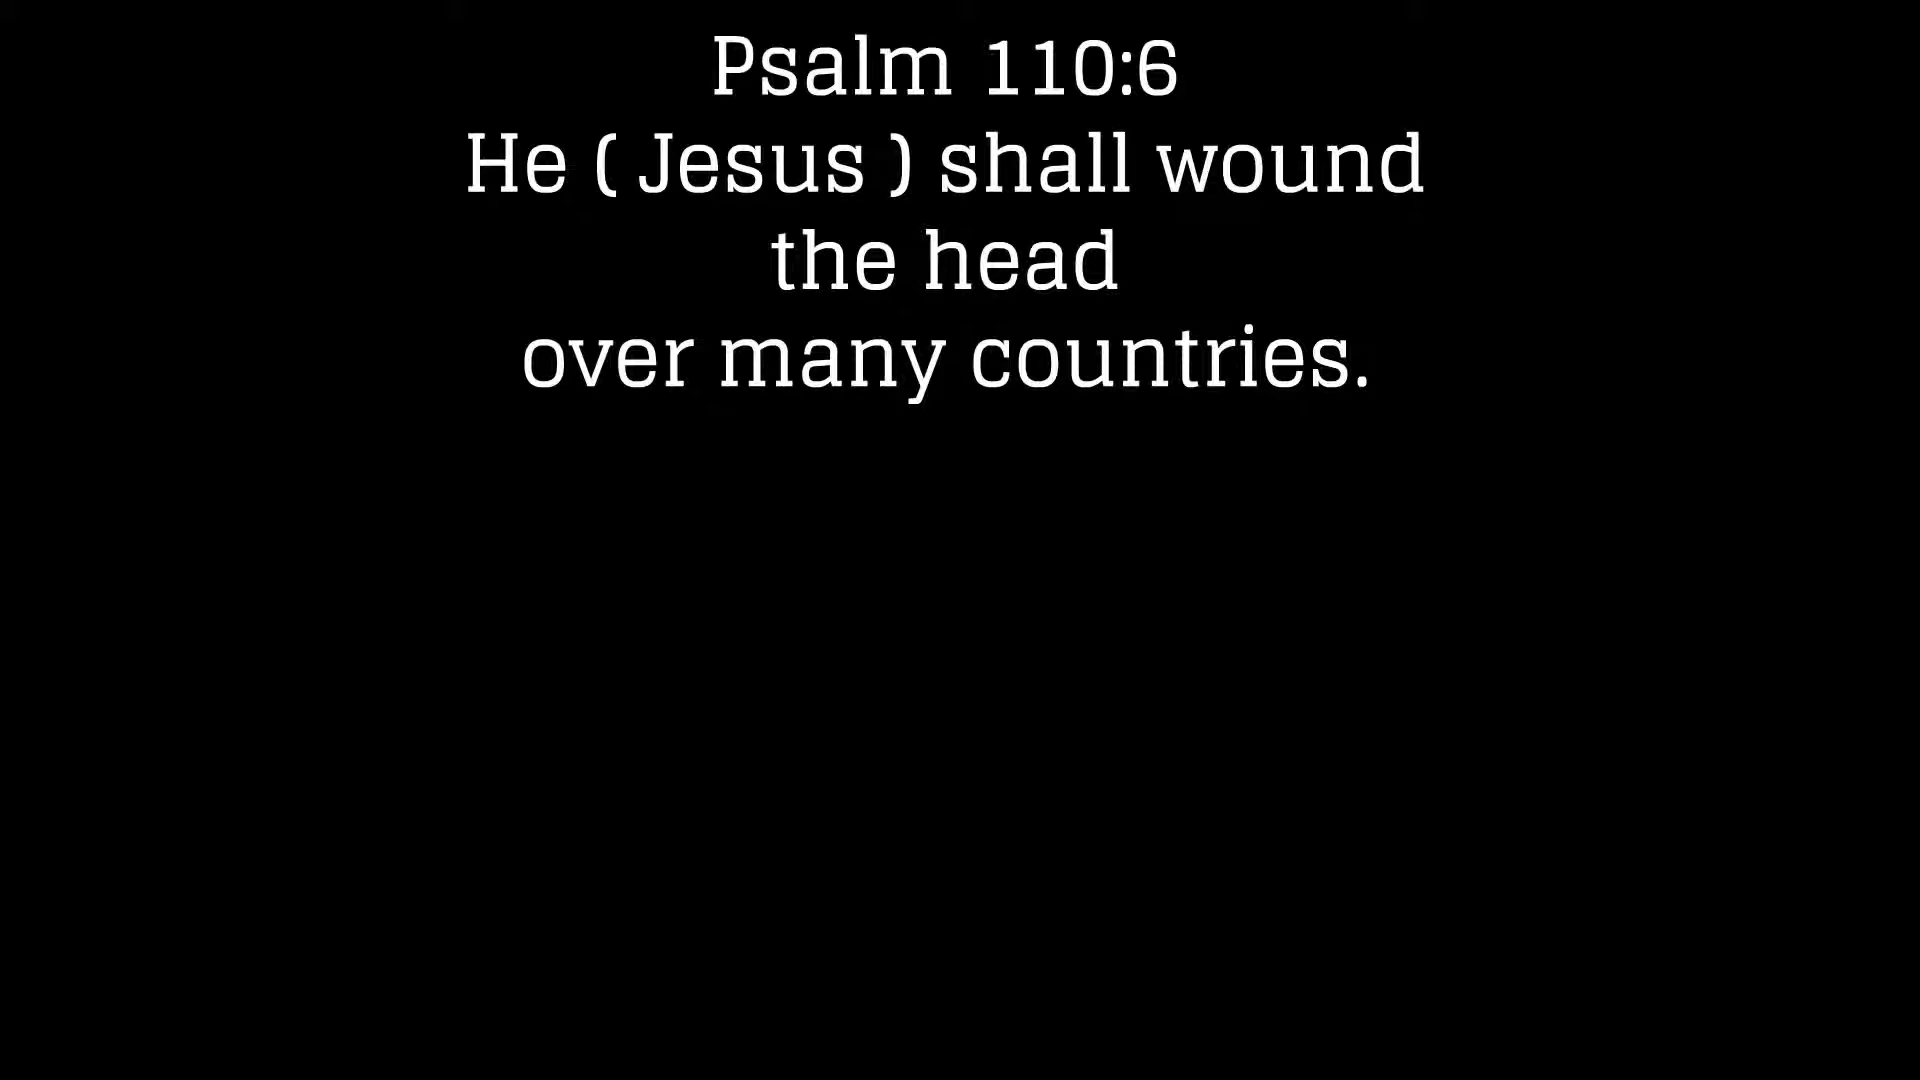 Psalm 110:6
He ( Jesus ) shall wound
the head
over many countries.